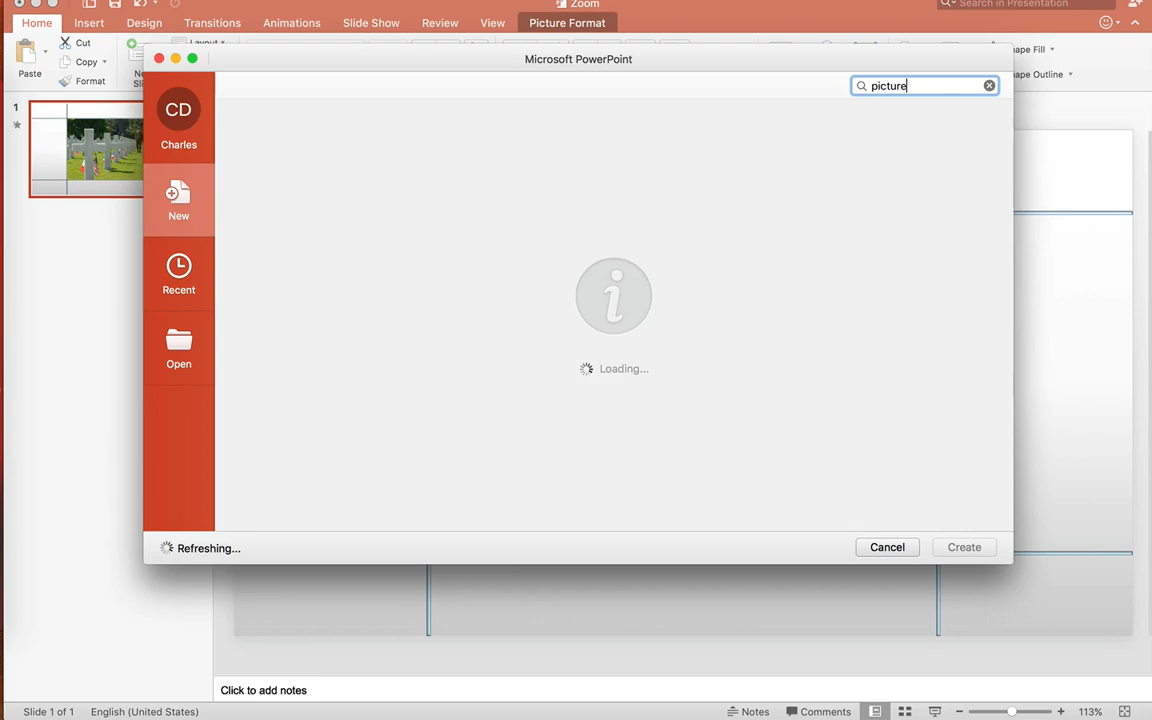 Zoom
Search in Presentation
Home Insert Design Transitions Animations Slide Show Review View Picture Format
Cut
Copy
Format
Paste
Layout
ape Fill
ape Outline
Microsoft PowerPoint
picture
CD
Charles
New
Recent
Open
1
Loading...
Refreshing...
Cancel Create
Click to add notes
Slide 1 of 1 English (United States) Notes Comments 113%